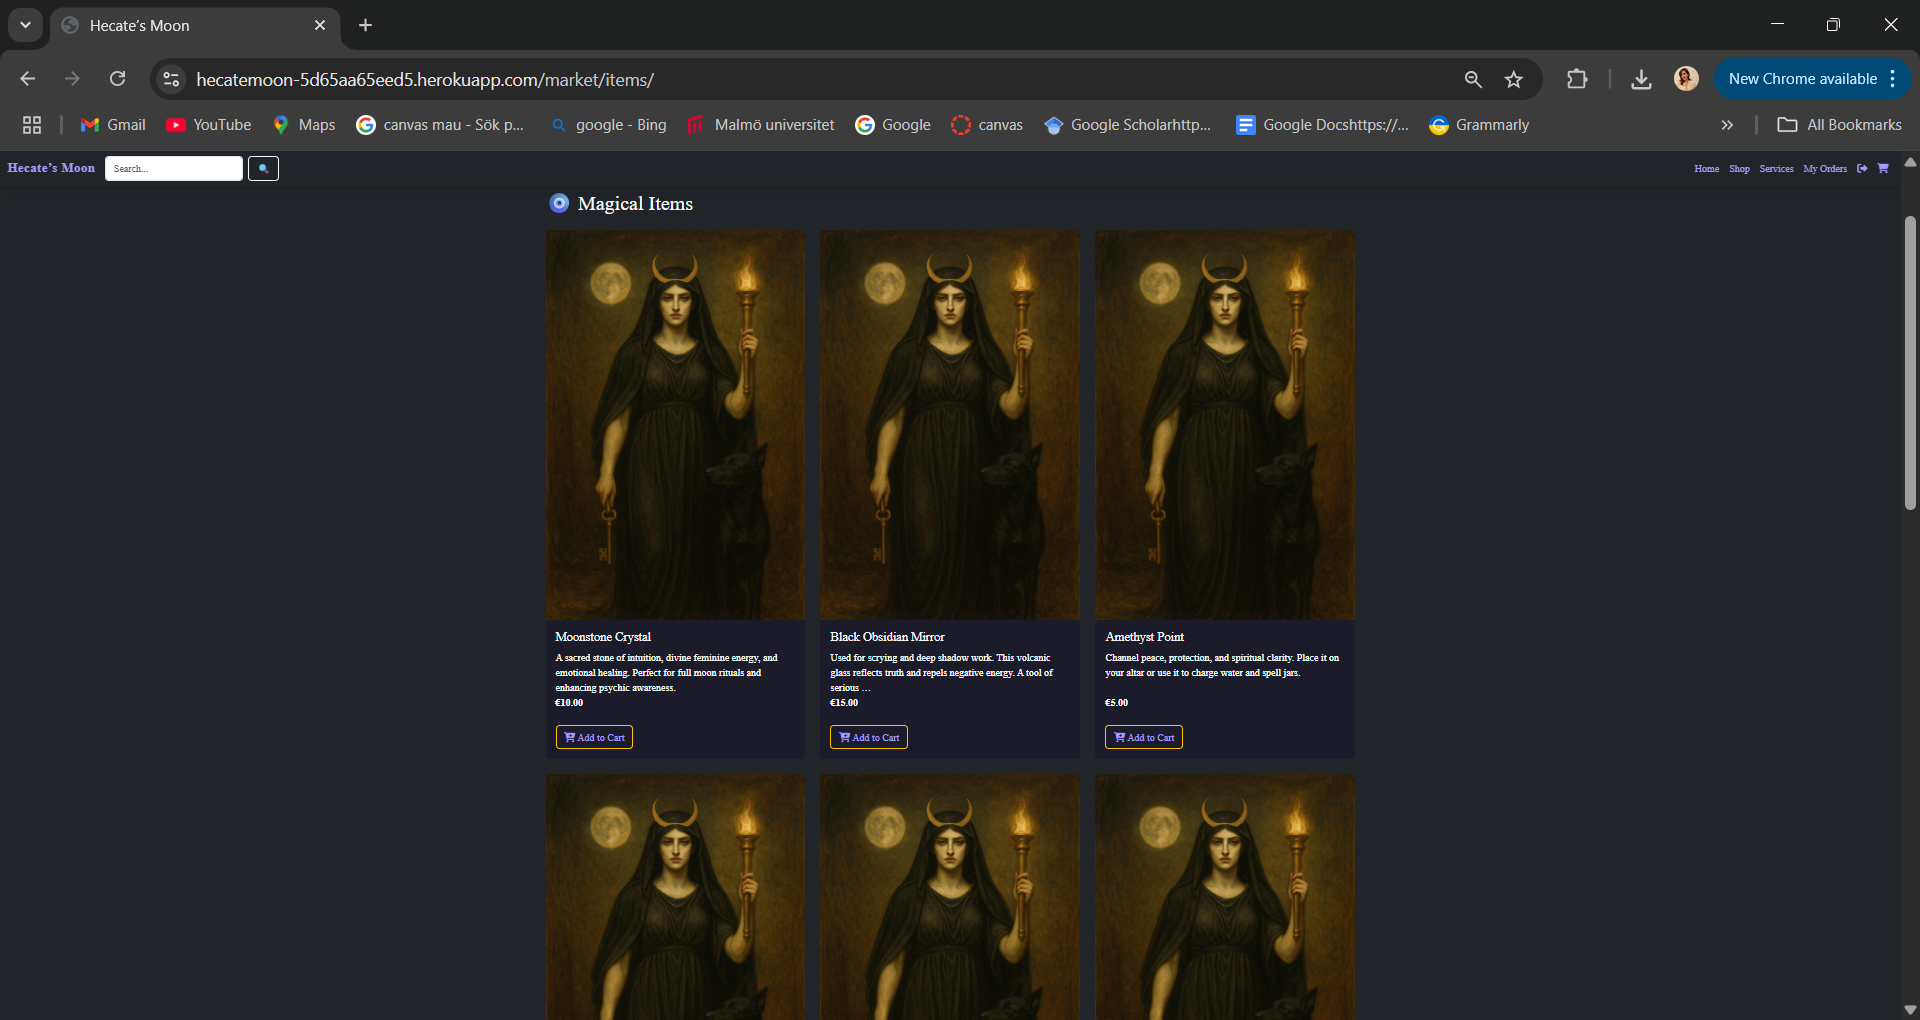 Hecate's Moon
hecatemoon-5d65aa65eed5.herokuapp.com/market/items/
New Chrome available
Gmail
YouTube
Maps
canvas mau - Sök p...
google - Bing
Malmö universitet
Google
canvas
Google Scholarhttp...
Google Docshttps://...
Grammarly
»
All Bookmarks
Hecate's Moon
Search...
Home
Shop
Services
My Orders
Magical Items
Moonstone Crystal
A sacred stone of intuition, divine feminine energy, and
emotional healing. Perfect for full moon rituals and
enhancing psychic awareness.
€10.00
Add to Cart
Black Obsidian Mirror
Used for scrying and deep shadow work. This volcanic
glass reflects truth and repels negative energy. A tool of
serious …
€15.00
Add to Cart
Amethyst Point
Channel peace, protection, and spiritual clarity. Place it on
your altar or use it to charge water and spell jars.
€5.00
Add to Cart